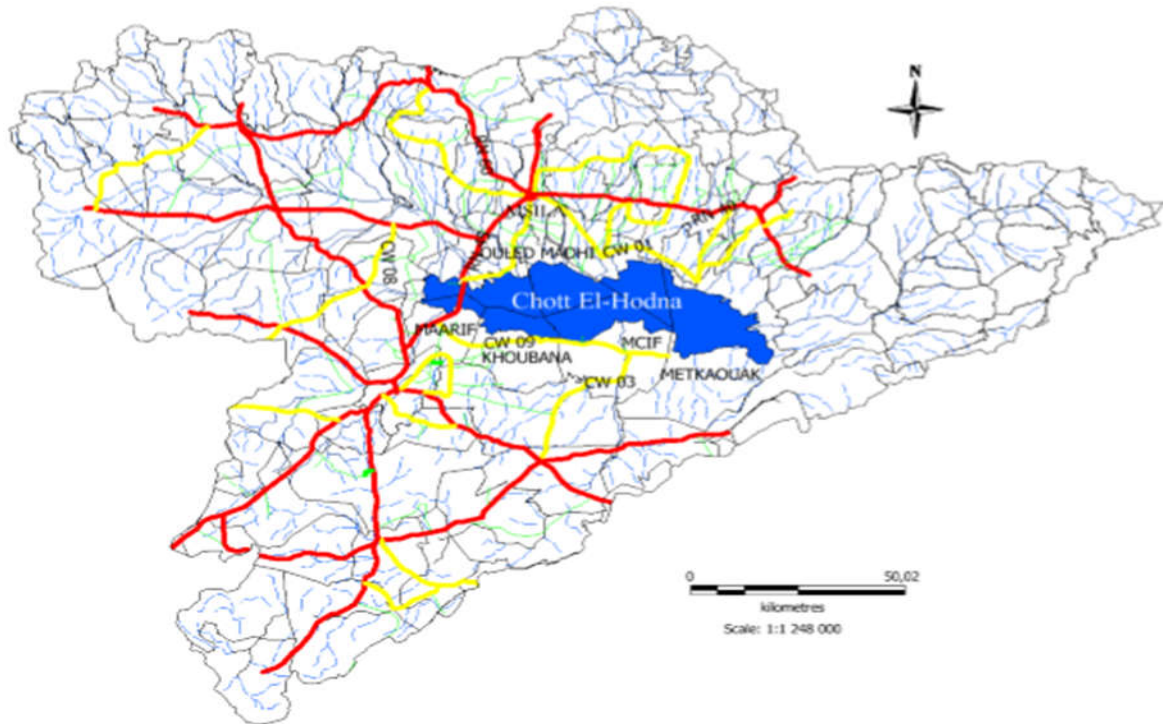 N
MSILA
OULED MADHI CW 01
CW 08
Chott El-Hodna
MAARIF
CW 09
KHOUBANA
MCIF
METKAOUAK
CW 03
0 50,02
kilometres
Scale: 1:1 248 000